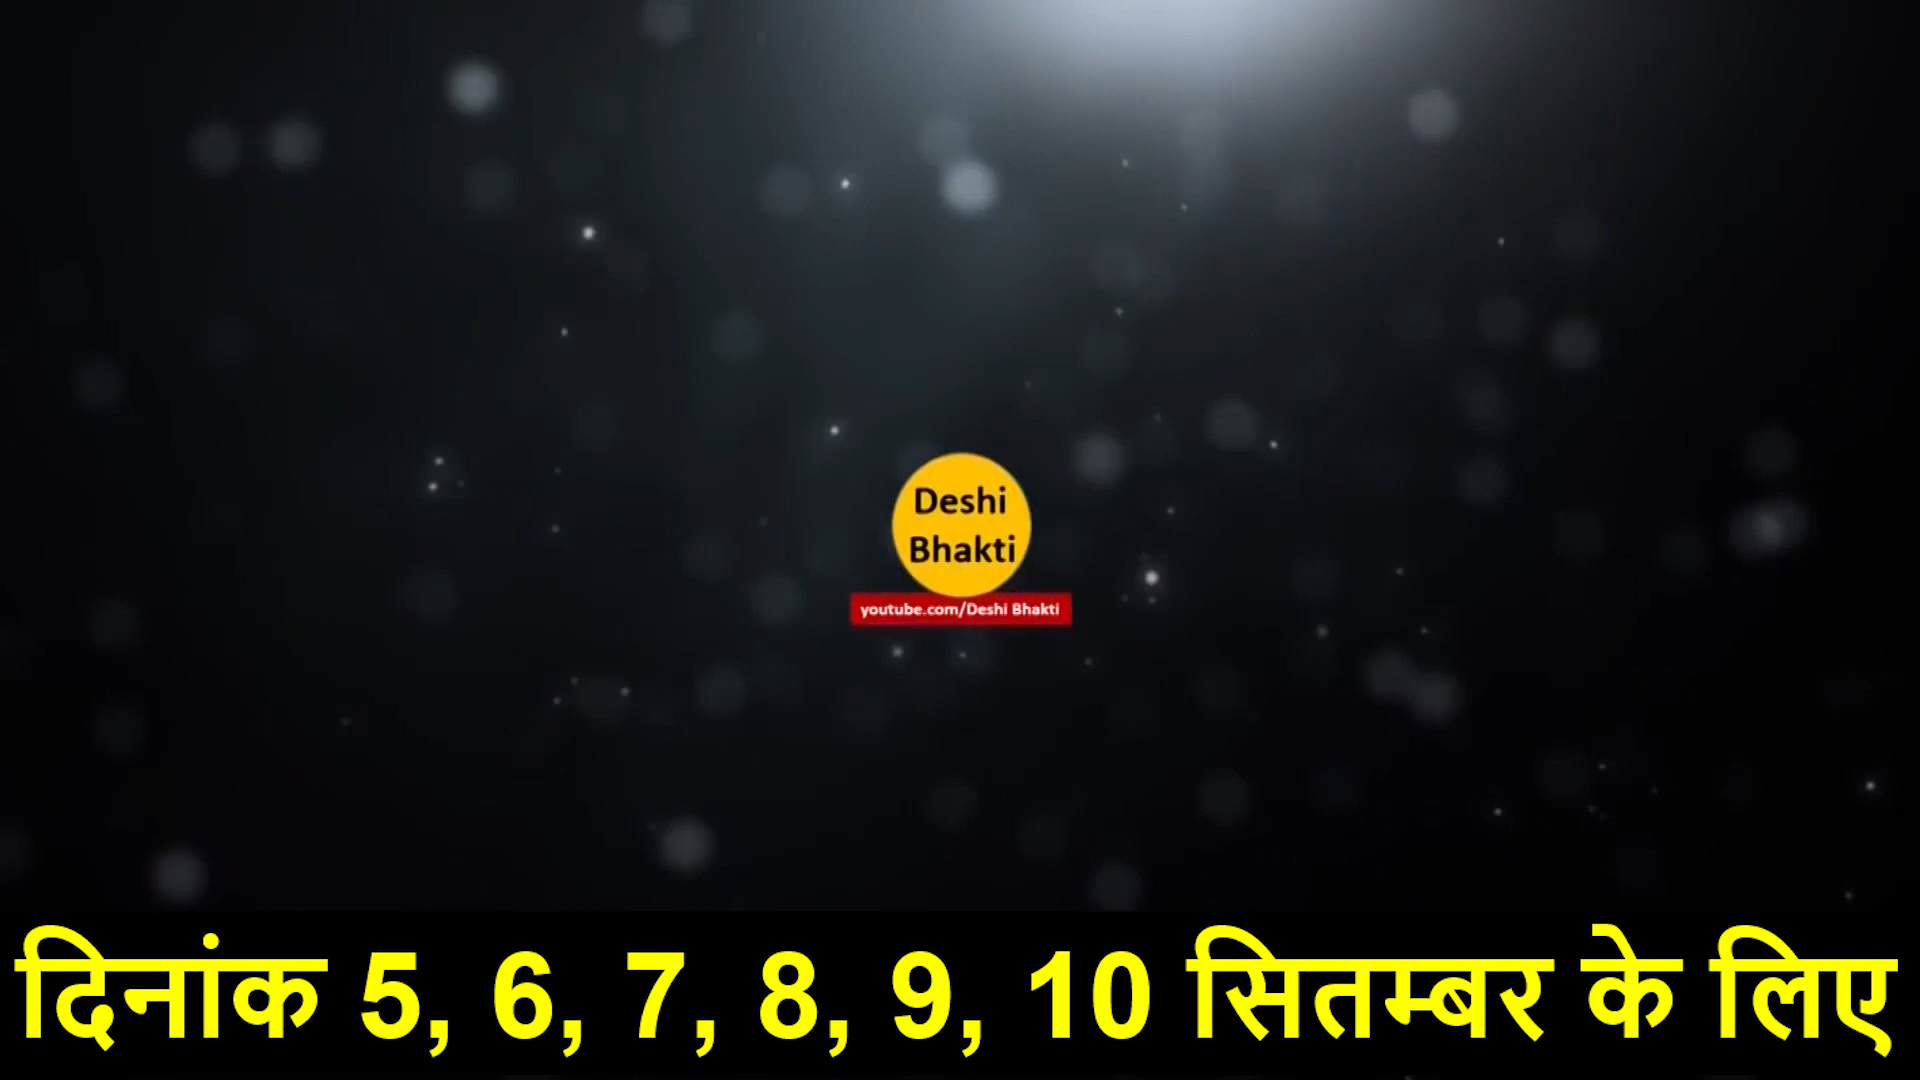 Deshi
Bhakti
youtube.com/Deshi Bhakti
दिनांक 5, 6, 7, 8, 9, 10 सितम्बर के लिए